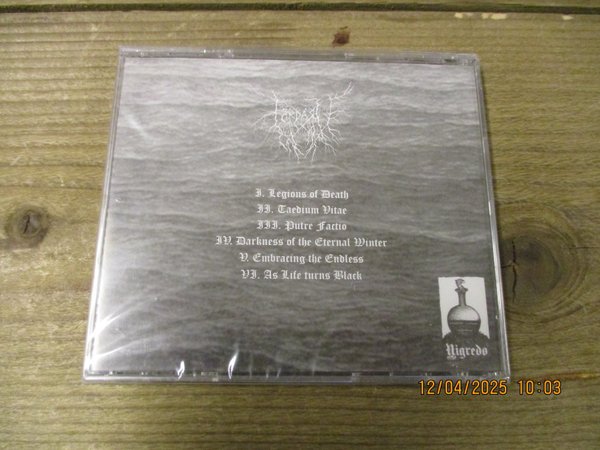 I. Legions of Death
II. Taedium Vitae
III. Putre Factio
IV. Darkness of the Eternal Winter
V. Embracing the Endless
VI. As Life turns Black
Nigredo
12/04/2025 10:03